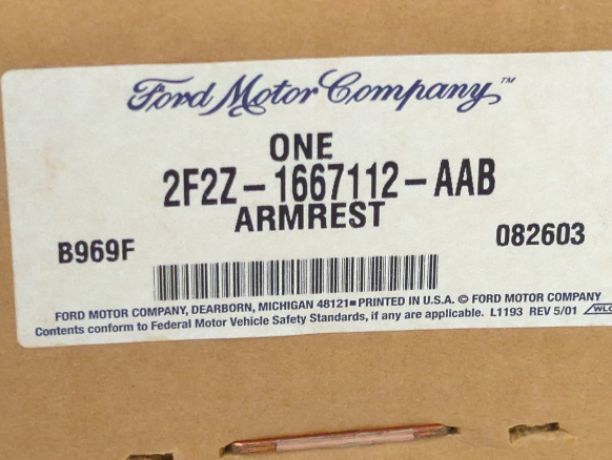 Ford Motor Company™
ONE
2F2Z-1667112-AAB
ARMREST
B969F
082603
FORD MOTOR COMPANY, DEARBORN, MICHIGAN 48121■PRINTED IN U.S.A. © FORD MOTOR COMPANY
Contents conform to Federal Motor Vehicle Safety Standards, if any are applicable. L1193 REV 5/01